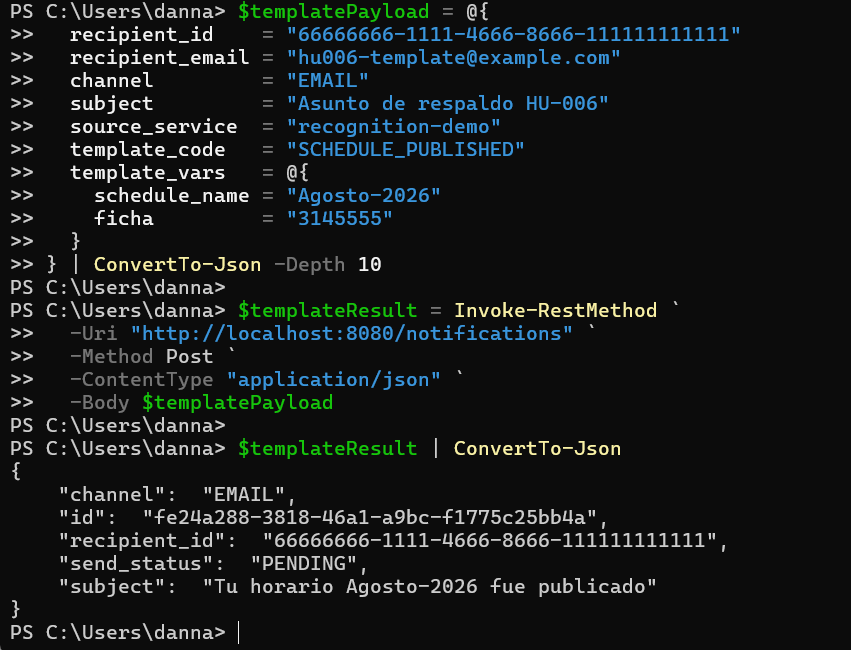 PS C:\Users\danna> $templatePayload = @{
>>   recipient_id    = "66666666-1111-4666-8666-111111111111"
>>   recipient_email = "hu006-template@example.com"
>>   channel         = "EMAIL"
>>   subject         = "Asunto de respaldo HU-006"
>>   source_service  = "recognition-demo"
>>   template_code   = "SCHEDULE_PUBLISHED"
>>   template_vars   = @{
>>     schedule_name = "Agosto-2026"
>>     ficha         = "3145555"
>>   }
>> } | ConvertTo-Json -Depth 10
PS C:\Users\danna>
PS C:\Users\danna> $templateResult = Invoke-RestMethod `
>>   -Uri "http://localhost:8080/notifications" `
>>   -Method Post `
>>   -ContentType "application/json" `
>>   -Body $templatePayload
PS C:\Users\danna>
PS C:\Users\danna> $templateResult | ConvertTo-Json
{
    "channel":  "EMAIL",
    "id":  "fe24a288-3818-46a1-a9bc-f1775c25bb4a",
    "recipient_id":  "66666666-1111-4666-8666-111111111111",
    "send_status":  "PENDING",
    "subject":  "Tu horario Agosto-2026 fue publicado"
}
PS C:\Users\danna>